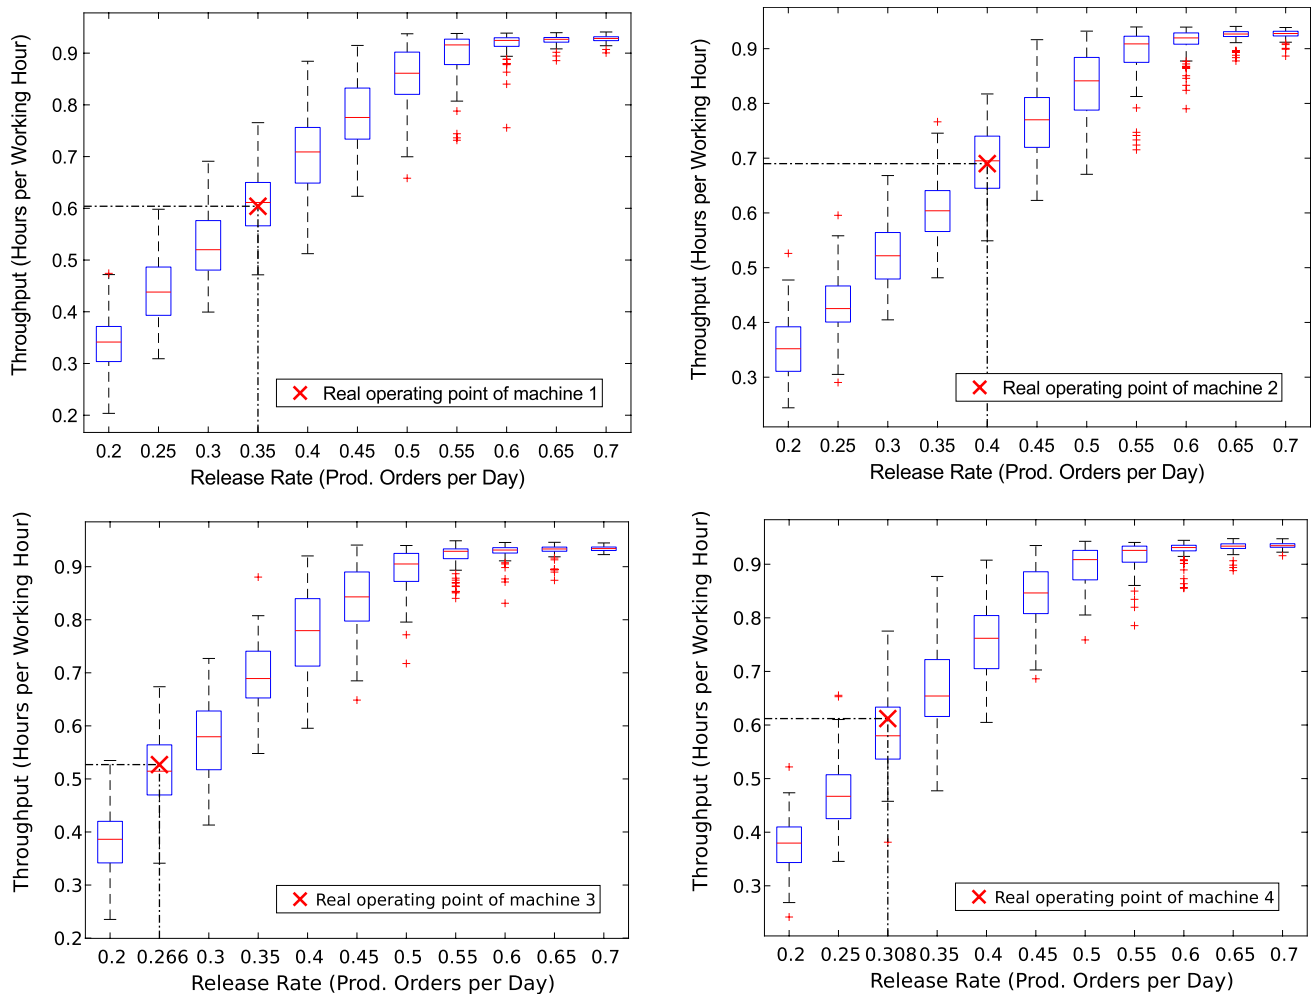 Throughput (Hours per Working Hour)
0.9
0.8
0.7
0.6
0.5
0.4
0.3
0.2
Real operating point of machine 1
0.2 0.25 0.3 0.35 0.4 0.45 0.5 0.55 0.6 0.65 0.7
Release Rate (Prod. Orders per Day)
Throughput (Hours per Working Hour)
0.9
0.8
0.7
0.6
0.5
0.4
0.3
Real operating point of machine 2
0.2 0.25 0.3 0.35 0.4 0.45 0.5 0.55 0.6 0.65 0.7
Release Rate (Prod. Orders per Day)
Throughput (Hours per Working Hour)
0.9
0.8
0.7
0.6
0.5
0.4
0.3
0.2
Real operating point of machine 3
0.2 0.266 0.3 0.35 0.4 0.45 0.5 0.55 0.6 0.65 0.7
Release Rate (Prod. Orders per Day)
Throughput (Hours per Working Hour)
0.9
0.8
0.7
0.6
0.5
0.4
0.3
Real operating point of machine 4
0.2 0.25 0.308 0.35 0.4 0.45 0.5 0.55 0.6 0.65 0.7
Release Rate (Prod. Orders per Day)